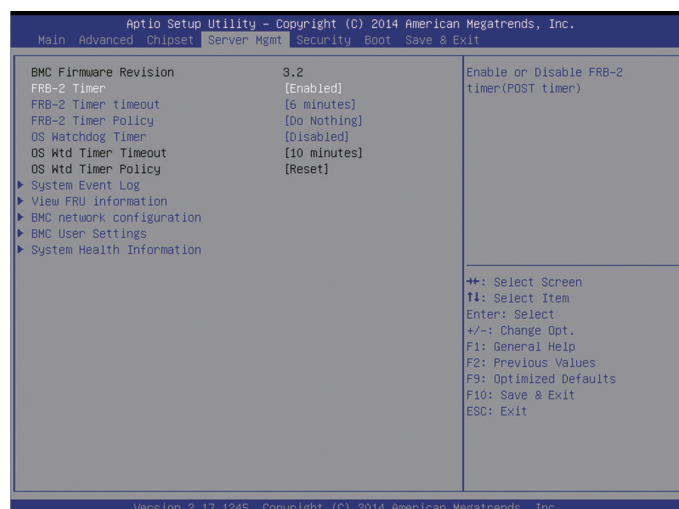 Aptio Setup Utility – Copyright (C) 2014 American Megatrends, Inc.
Main Advanced Chipset Server Mgmt Security Boot Save & Exit
BMC Firmware Revision 3.2
FRB-2 Timer [Enabled]
FRB-2 Timer timeout [6 minutes]
FRB-2 Timer Policy [Do Nothing]
OS Watchdog Timer [Disabled]
OS Wtd Timer Timeout [10 minutes]
OS Wtd Timer Policy [Reset]
System Event Log
View FRU information
BMC network configuration
BMC User Settings
System Health Information
Enable or Disable FRB-2
timer(POST timer)
→←: Select Screen
↑↓: Select Item
Enter: Select
+/-: Change Opt.
F1: General Help
F2: Previous Values
F9: Optimized Defaults
F10: Save & Exit
ESC: Exit
Version 2.17.1245. Copyright (C) 2014 American Megatrends, Inc.